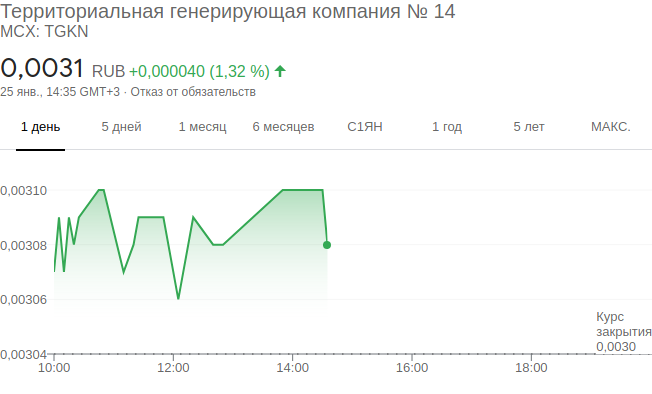 Территориальная генерирующая компания № 14
MCX: TGKN
0,0031 RUB +0,000040 (1,32 %)
25 янв., 14:35 GMT+3 · Отказ от обязательств
1 день 5 дней 1 месяц 6 месяцев С1ЯН 1 год 5 лет МАКС.
0,00310
0,00308
0,00306
Курс
закрытия
0,0030
0,00304
10:00 12:00 14:00 16:00 18:00